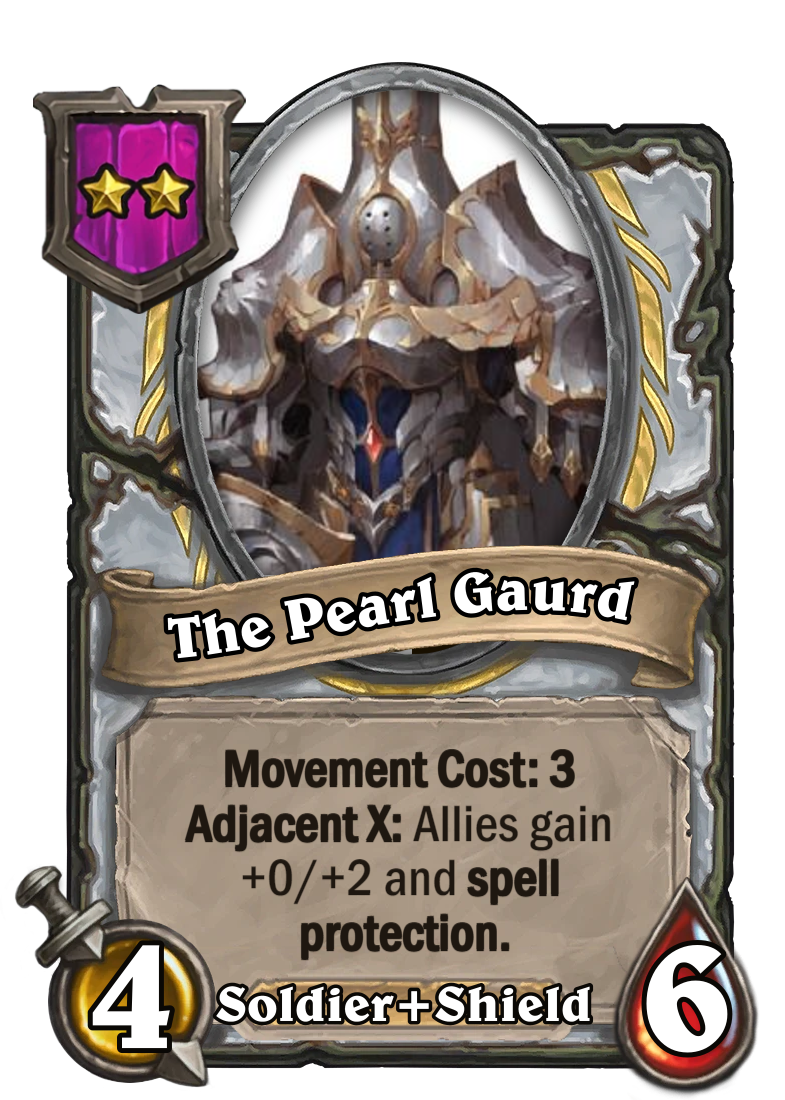 The Pearl Gaurd
Movement Cost: 3
Adjacent X: Allies gain
+0/+2 and spell
protection.
4
Soldier+Shield
6